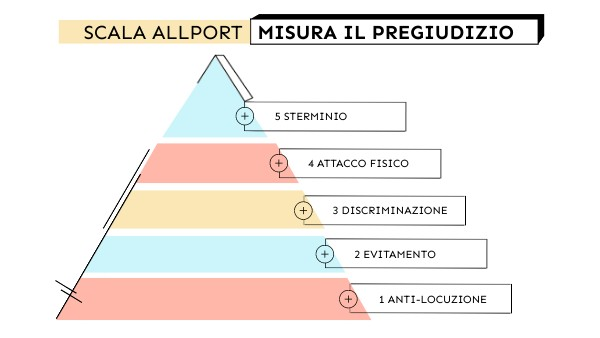 SCALA ALLPORT MISURA IL PREGIUDIZIO
5 STERMINIO
4 ATTACCO FISICO
3 DISCRIMINAZIONE
2 EVITAMENTO
1 ANTI-LOCUZIONE